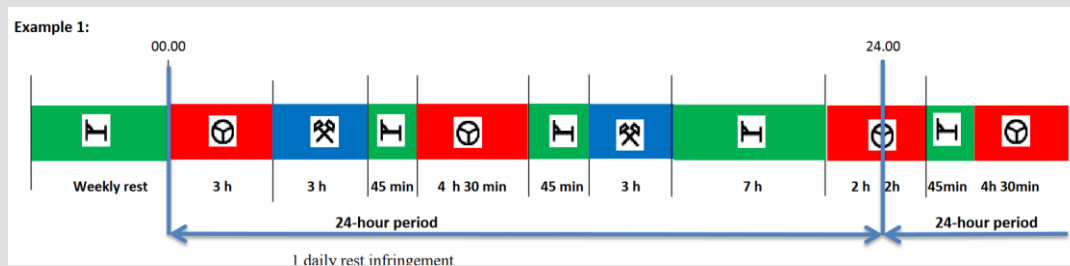 Example 1:
00.00 24.00
Weekly rest 3 h 3 h 45 min 4 h 30 min 45 min 3 h 7 h 2 h 2h 45min 4h 30min
24-hour period 24-hour period
1 daily rest infringement